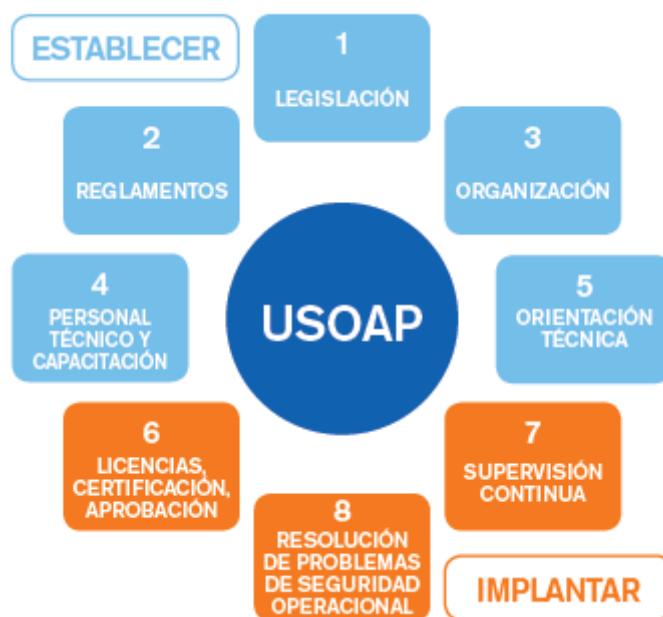 ESTABLECER
1
LEGISLACIÓN
2
REGLAMENTOS
3
ORGANIZACIÓN
USOAP
4
PERSONAL
TÉCNICO Y
CAPACITACIÓN
5
ORIENTACIÓN
TÉCNICA
6
LICENCIAS,
CERTIFICACIÓN,
APROBACIÓN
7
SUPERVISIÓN
CONTINUA
8
RESOLUCIÓN
DE PROBLEMAS
DE SEGURIDAD
OPERACIONAL
IMPLANTAR